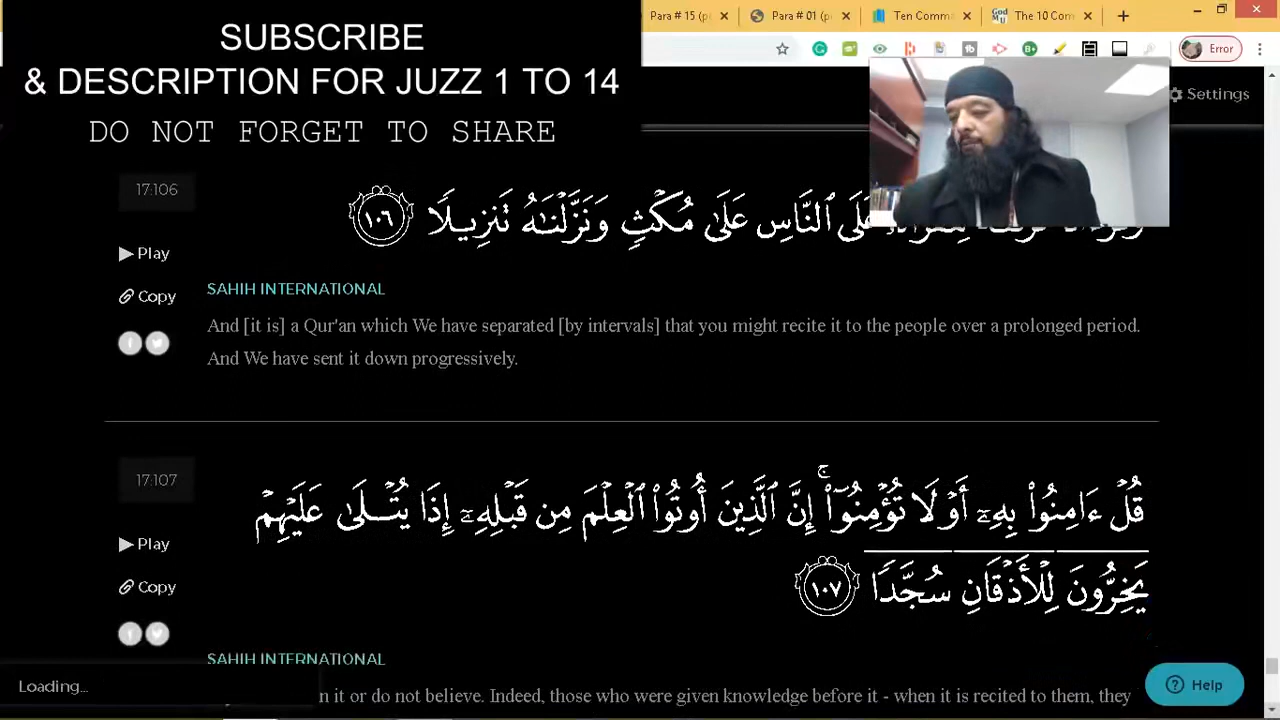 SUBSCRIBE
& DESCRIPTION FOR JUZZ 1 TO 14
DO NOT FORGET TO SHARE
Para # 15 (p
Para # 01 (p
Ten Comm
The 10 Com
Error
Settings
17:106
عَلَى ٱلنَّاسِ عَلَىٰ مُكْثٍ وَنَزَّلْنَـٰهُ تَنزِيلًا ١٠٦
Play
Copy
SAHIH INTERNATIONAL
And [it is] a Qur'an which We have separated [by intervals] that you might recite it to the people over a prolonged period.
And We have sent it down progressively.
17:107
قُلْ ءَامِنُوا۟ بِهِۦٓ أَوْ لَا تُؤْمِنُوٓا۟ ۚ إِنَّ ٱلَّذِينَ أُوتُوا۟ ٱلْعِلْمَ مِن قَبْلِهِۦٓ إِذَا يُتْلَىٰ عَلَيْهِمْ
يَخِرُّونَ لِلْأَذْقَانِ سُجَّدًا ١٠٧
Play
Copy
SAHIH INTERNATIONAL
n it or do not believe. Indeed, those who were given knowledge before it - when it is recited to them, they
Loading...
Help